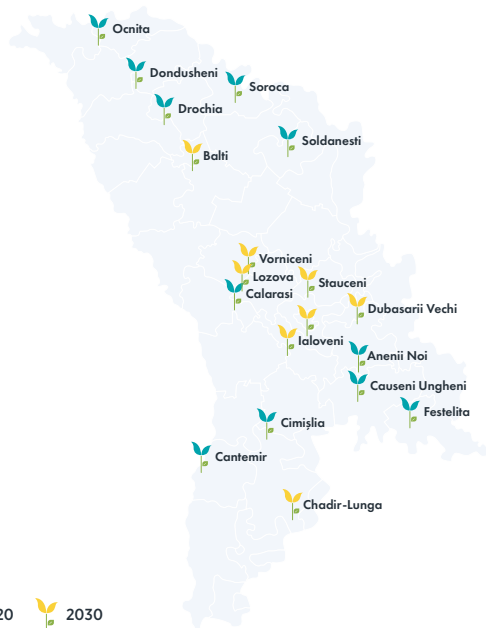 Ocnita
Dondusheni
Soroca
Drochia
Soldanesti
Balti
Vorniceni
Lozova
Stauceni
Calarasi
Dubasarii Vechi
Ialoveni
Anenii Noi
Causeni Ungheni
Festelita
Cimișlia
Cantemir
Chadir-Lunga
20 2030